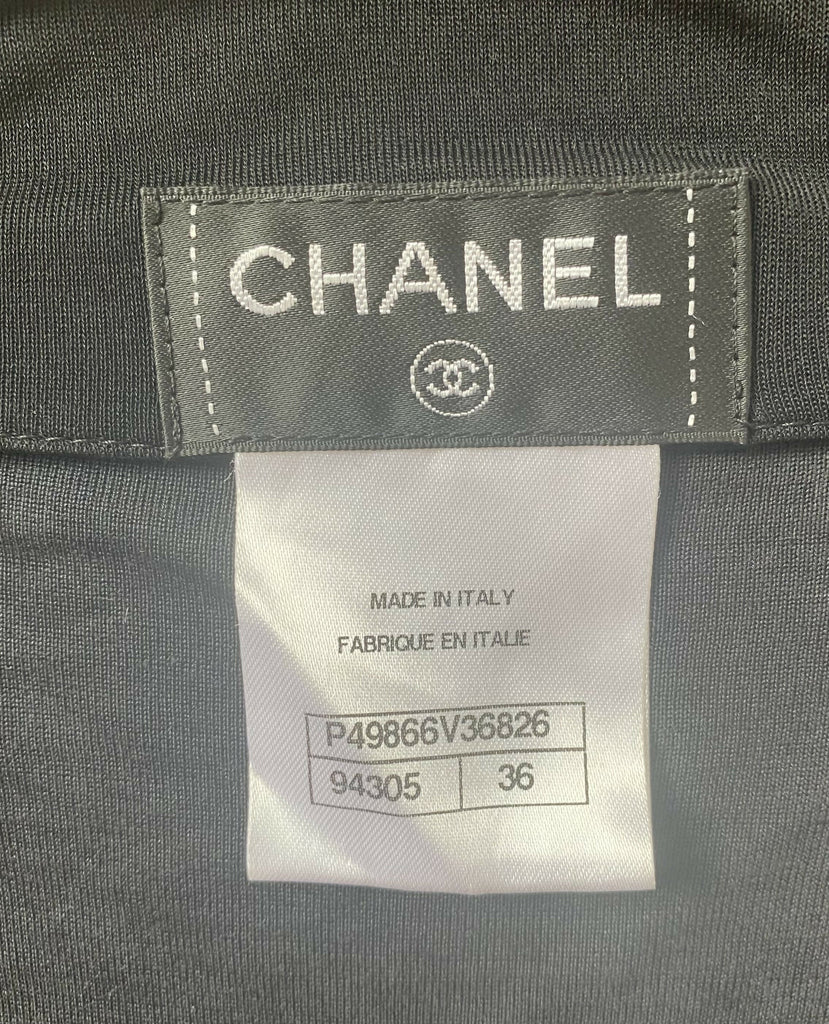 CHANEL
MADE IN ITALY
FABRIQUE EN ITALIE
P49866V36826
94305 36